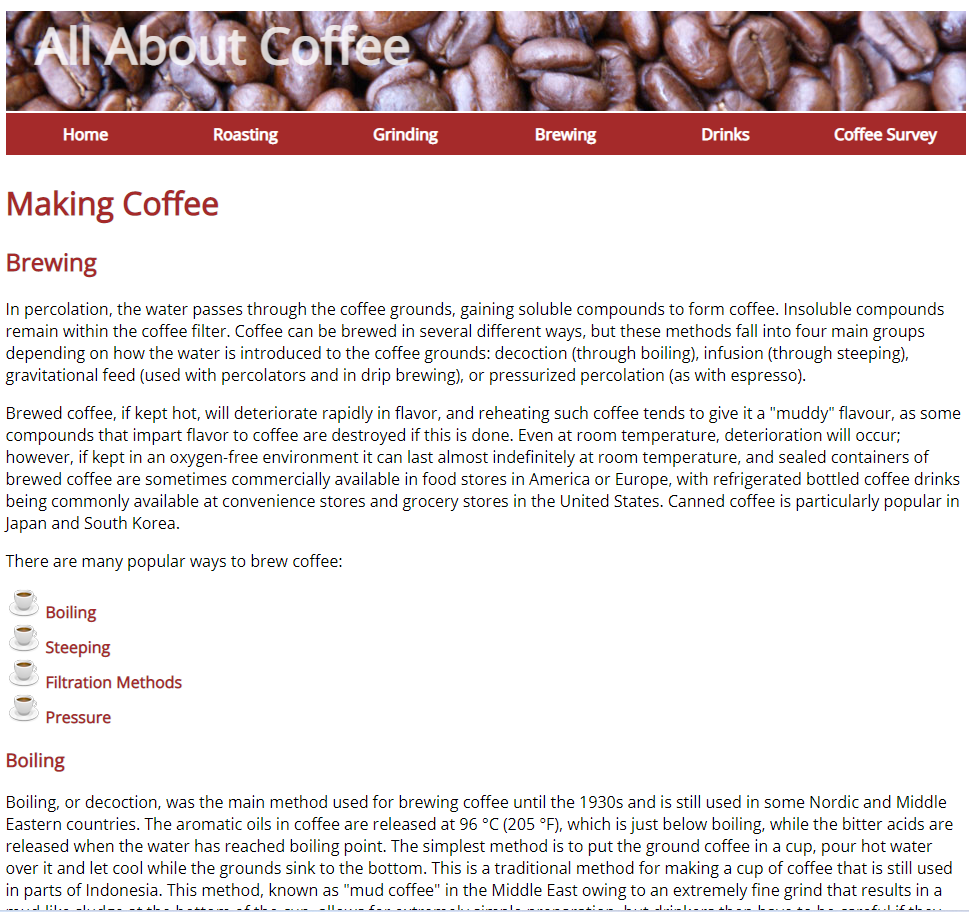 All About Coffee
Home Roasting Grinding Brewing Drinks Coffee Survey
Making Coffee
Brewing
In percolation, the water passes through the coffee grounds, gaining soluble compounds to form coffee. Insoluble compounds
remain within the coffee filter. Coffee can be brewed in several different ways, but these methods fall into four main groups
depending on how the water is introduced to the coffee grounds: decoction (through boiling), infusion (through steeping),
gravitational feed (used with percolators and in drip brewing), or pressurized percolation (as with espresso).
Brewed coffee, if kept hot, will deteriorate rapidly in flavor, and reheating such coffee tends to give it a "muddy" flavour, as some
compounds that impart flavor to coffee are destroyed if this is done. Even at room temperature, deterioration will occur;
however, if kept in an oxygen-free environment it can last almost indefinitely at room temperature, and sealed containers of
brewed coffee are sometimes commercially available in food stores in America or Europe, with refrigerated bottled coffee drinks
being commonly available at convenience stores and grocery stores in the United States. Canned coffee is particularly popular in
Japan and South Korea.
There are many popular ways to brew coffee:
Boiling
Steeping
Filtration Methods
Pressure
Boiling
Boiling, or decoction, was the main method used for brewing coffee until the 1930s and is still used in some Nordic and Middle
Eastern countries. The aromatic oils in coffee are released at 96 °C (205 °F), which is just below boiling, while the bitter acids are
released when the water has reached boiling point. The simplest method is to put the ground coffee in a cup, pour hot water
over it and let cool while the grounds sink to the bottom. This is a traditional method for making a cup of coffee that is still used
in parts of Indonesia. This method, known as "mud coffee" in the Middle East owing to an extremely fine grind that results in a